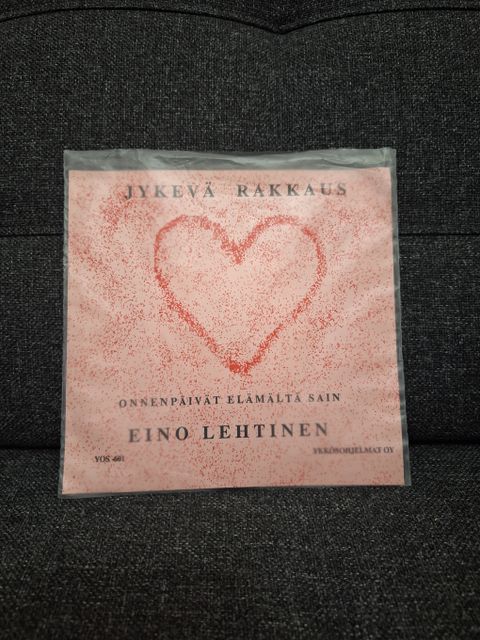 JYKEVÄ RAKKAUS
ONNENPÄIVÄT ELÄMÄLTÄ SAIN
EINO LEHTINEN
YOS -601 YKKÖSOHJELMAT OY